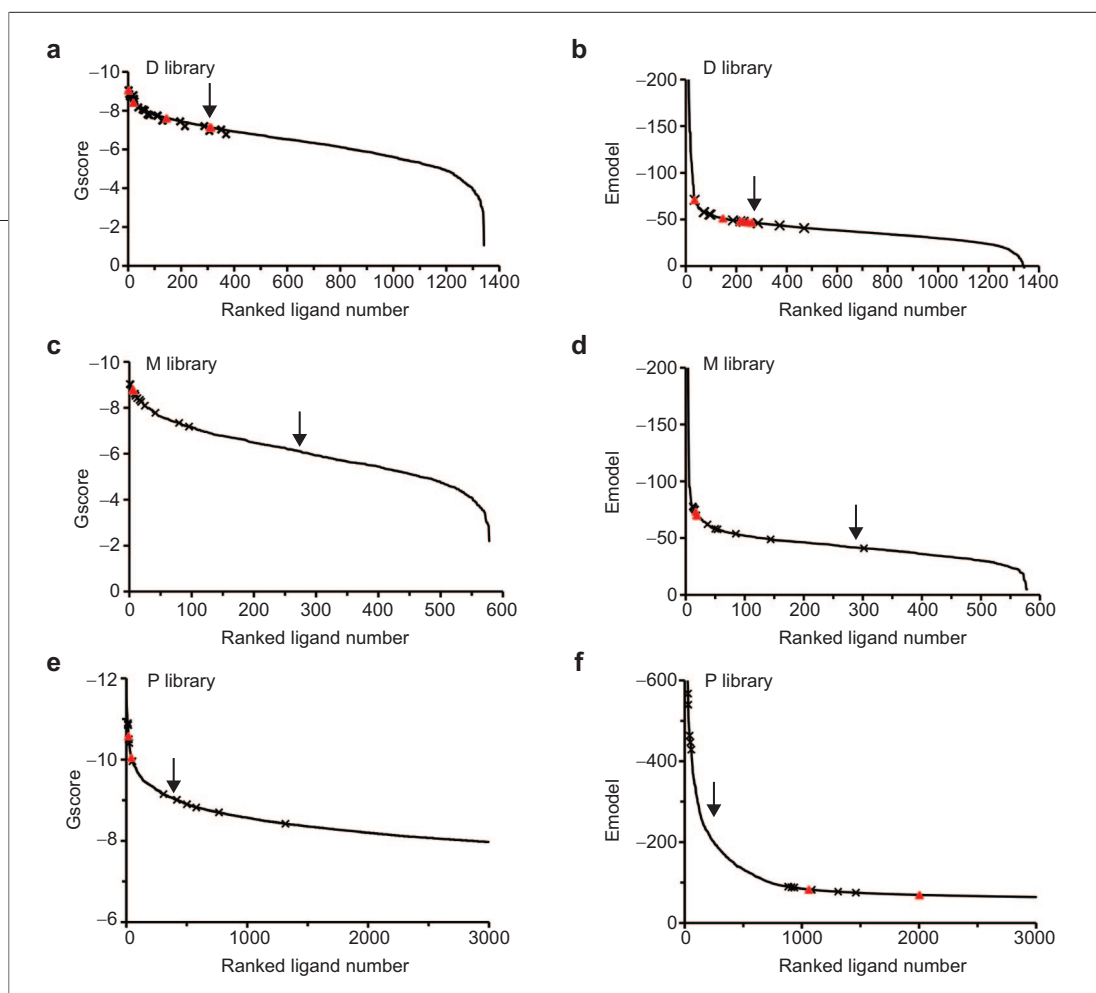 a
D library
–10
–8
–6
–4
–2
0
Gscore
0 200 400 600 800 1000 1200 1400
Ranked ligand number
b
D library
–200
–150
–100
–50
0
Emodel
0 200 400 600 800 1000 1200 1400
Ranked ligand number
c
M library
–10
–8
–6
–4
–2
0
Gscore
0 100 200 300 400 500 600
Ranked ligand number
d
M library
–200
–150
–100
–50
0
Emodel
0 100 200 300 400 500 600
Ranked ligand number
e
P library
–12
–10
–8
–6
Gscore
0 1000 2000 3000
Ranked ligand number
f
P library
–600
–400
–200
0
Emodel
0 1000 2000 3000
Ranked ligand number